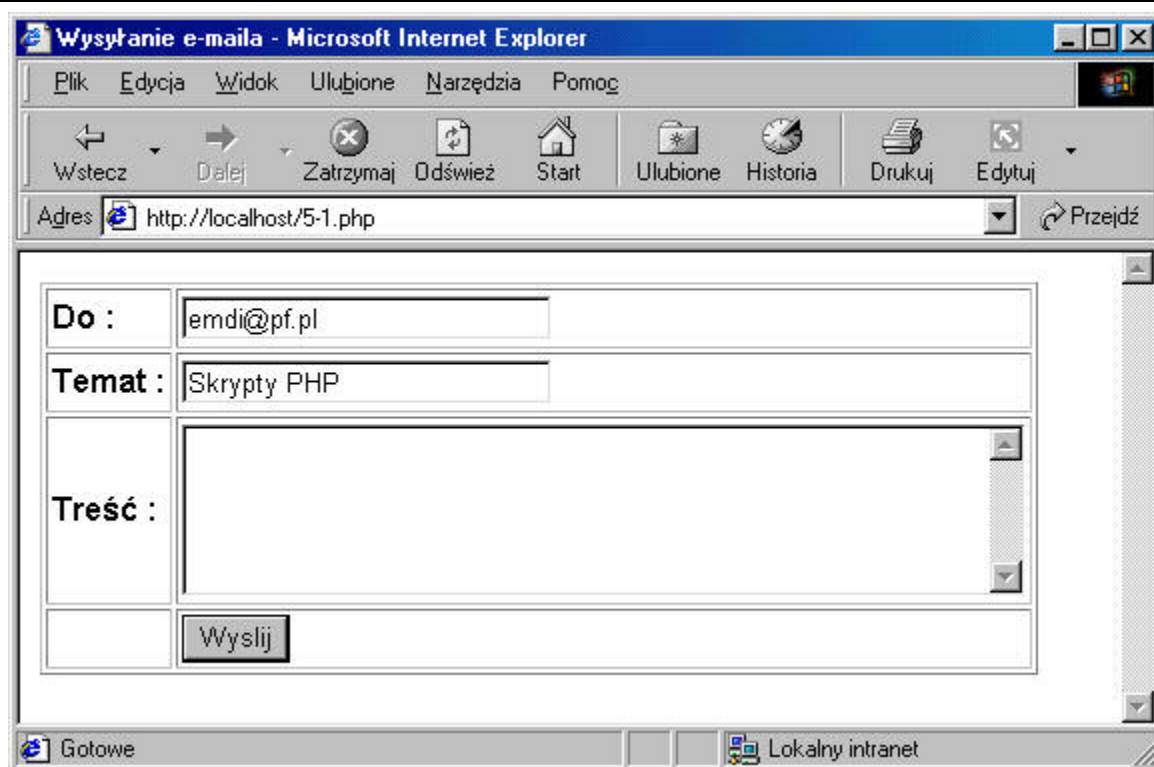 Wysyłanie e-maila - Microsoft Internet Explorer
Plik Edycja Widok Ulubione Narzędzia Pomoc
Wstecz Dalej Zatrzymaj Odśwież Start Ulubione Historia Drukuj Edytuj
Adres http://localhost/5-1.php Przejdź
Do : emdi@pf.pl
Temat : Skrypty PHP
Treść :
Wyslij
Gotowe Lokalny intranet